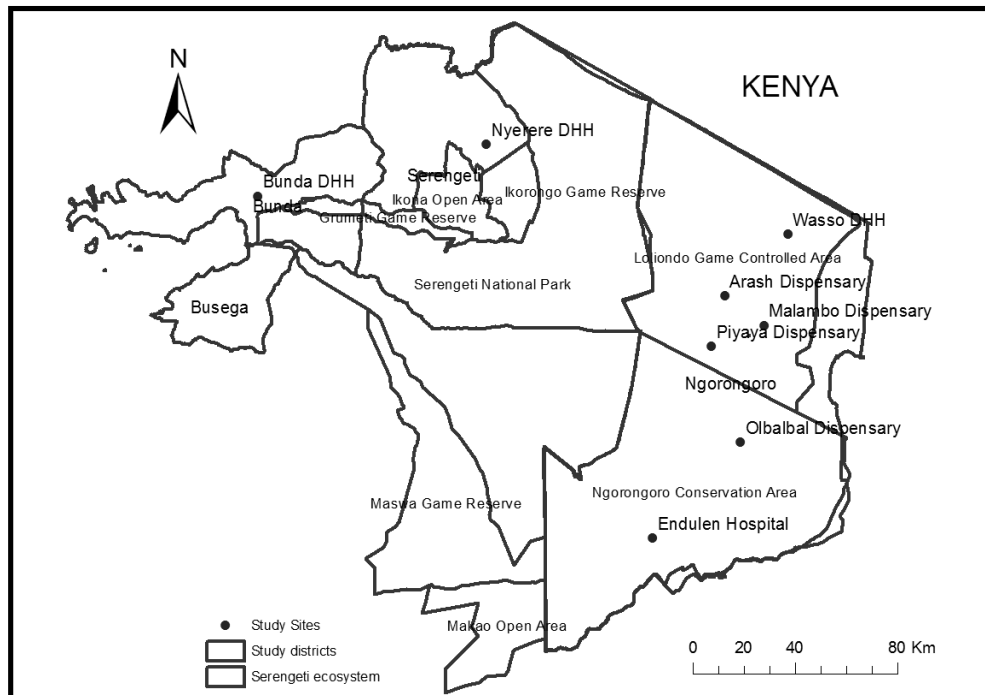 N
KENYA
Nyerere DHH
Serengeti
Bunda DHH
Ikona Open Area
Ikorongo Game Reserve
Bunda
Grumeti Game Reserve
Wasso DHH
Loliondo Game Controlled Area
Serengeti National Park
Arash Dispensary
Busega
Malambo Dispensary
Piyaya Dispensary
Ngorongoro
Olbalbal Dispensary
Maswa Game Reserve
Ngorongoro Conservation Area
Endulen Hospital
Makao Open Area
Study Sites
Study districts
Serengeti ecosystem
0 20 40 80 Km